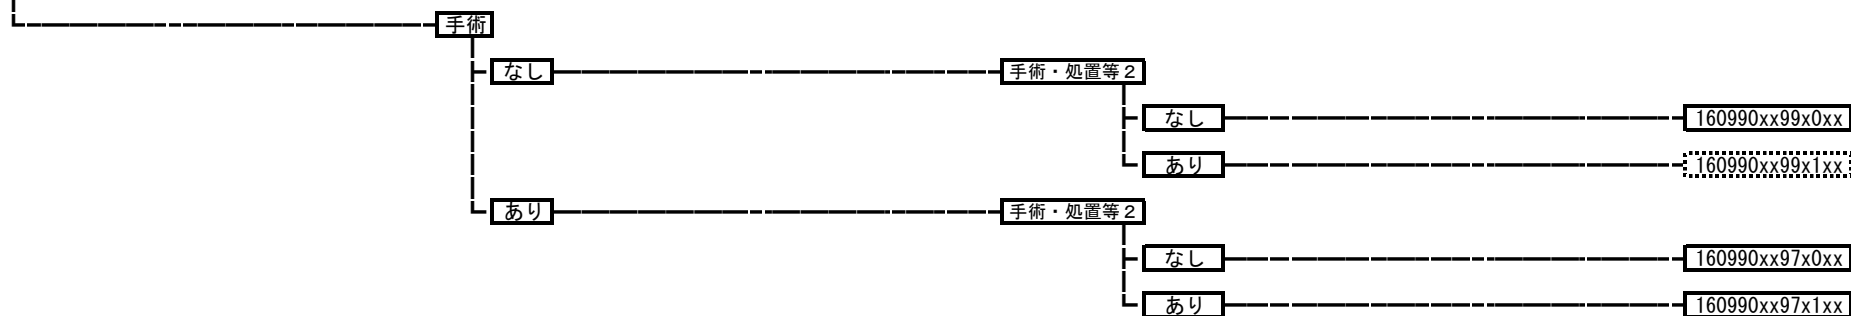 手術
なし 手術・処置等２
なし 160990xx99x0xx
あり 160990xx99x1xx
あり 手術・処置等２
なし 160990xx97x0xx
あり 160990xx97x1xx